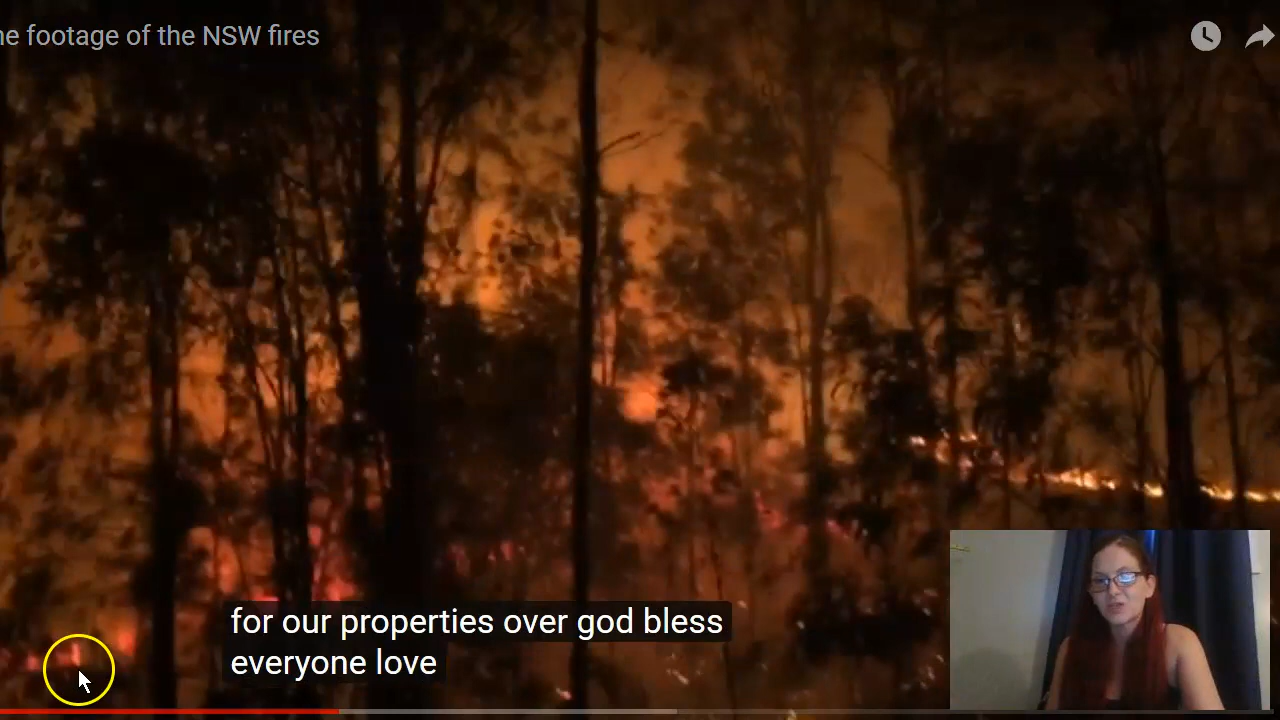 he footage of the NSW fires
for our properties over god bless
everyone love